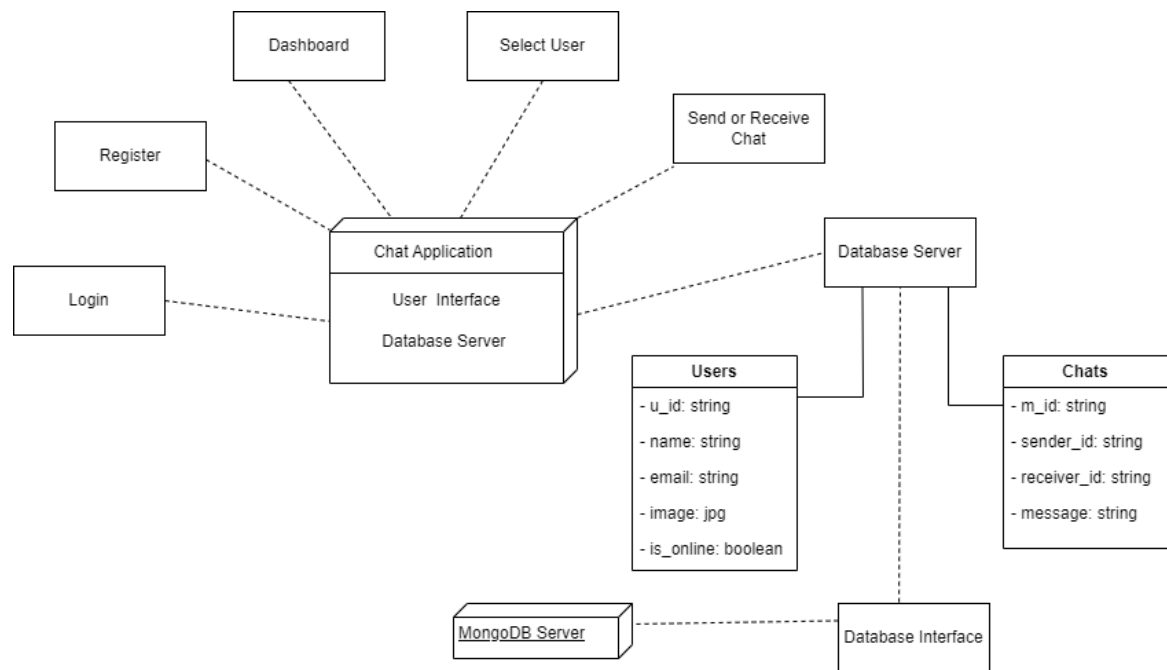 Dashboard
Select User
Send or Receive
Chat
Register
Chat Application
User Interface
Database Server
Login
Database Server
Users
- u_id: string
- name: string
- email: string
- image: jpg
- is_online: boolean
Chats
- m_id: string
- sender_id: string
- receiver_id: string
- message: string
MongoDB Server
Database Interface